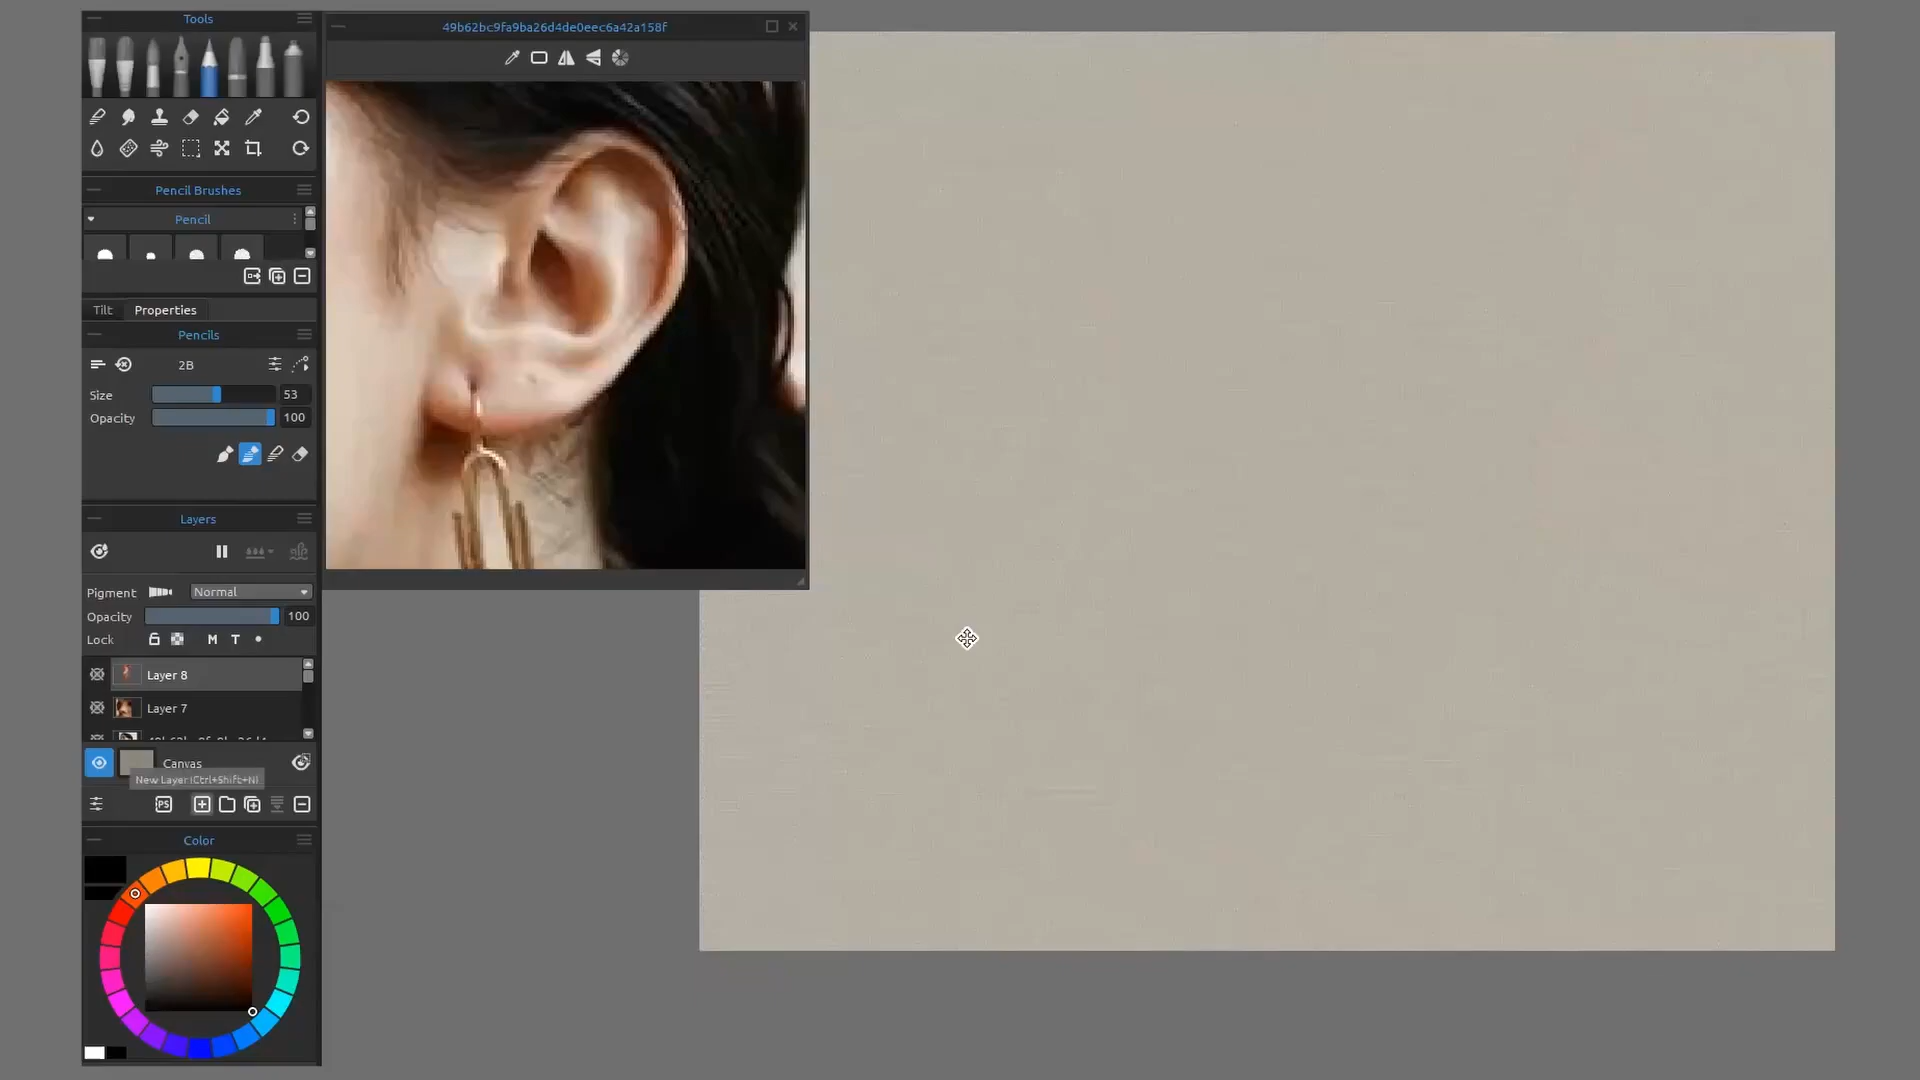 Tools
49b62bc9fa9ba26d4de0eec6a42a158f
Pencil Brushes
Pencil
Tilt Properties
Pencils
2B
Size 53
Opacity 100
Layers
Pigment Normal
Opacity 100
Lock M T
Layer 8
Layer 7
Canvas
New Layer (Ctrl+Shift+N)
PS
Color